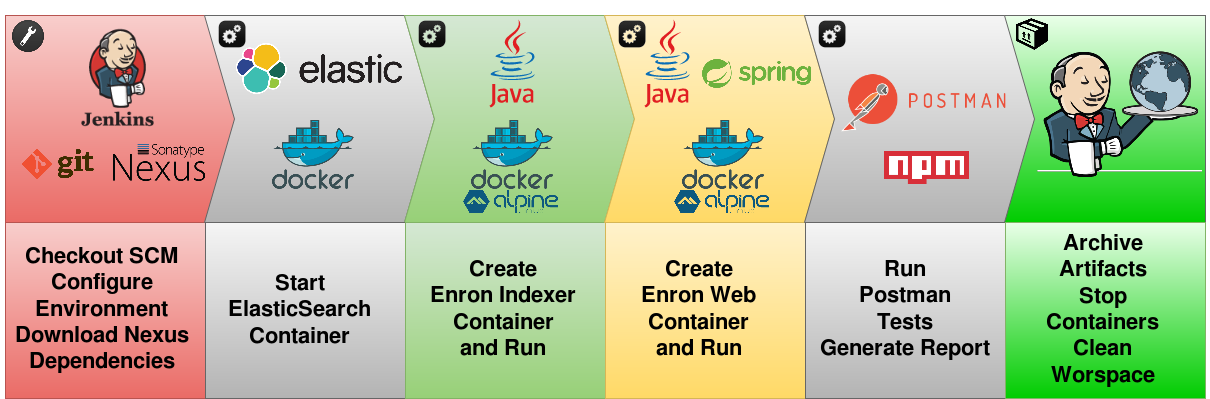 Jenkins
git
Sonatype
Nexus
elastic
docker
Java
docker
alpine
Java
spring
docker
alpine
POSTMAN
npm
Checkout SCM
Configure
Environment
Download Nexus
Dependencies
Start
ElasticSearch
Container
Create
Enron Indexer
Container
and Run
Create
Enron Web
Container
and Run
Run
Postman
Tests
Generate Report
Archive
Artifacts
Stop
Containers
Clean
Worspace